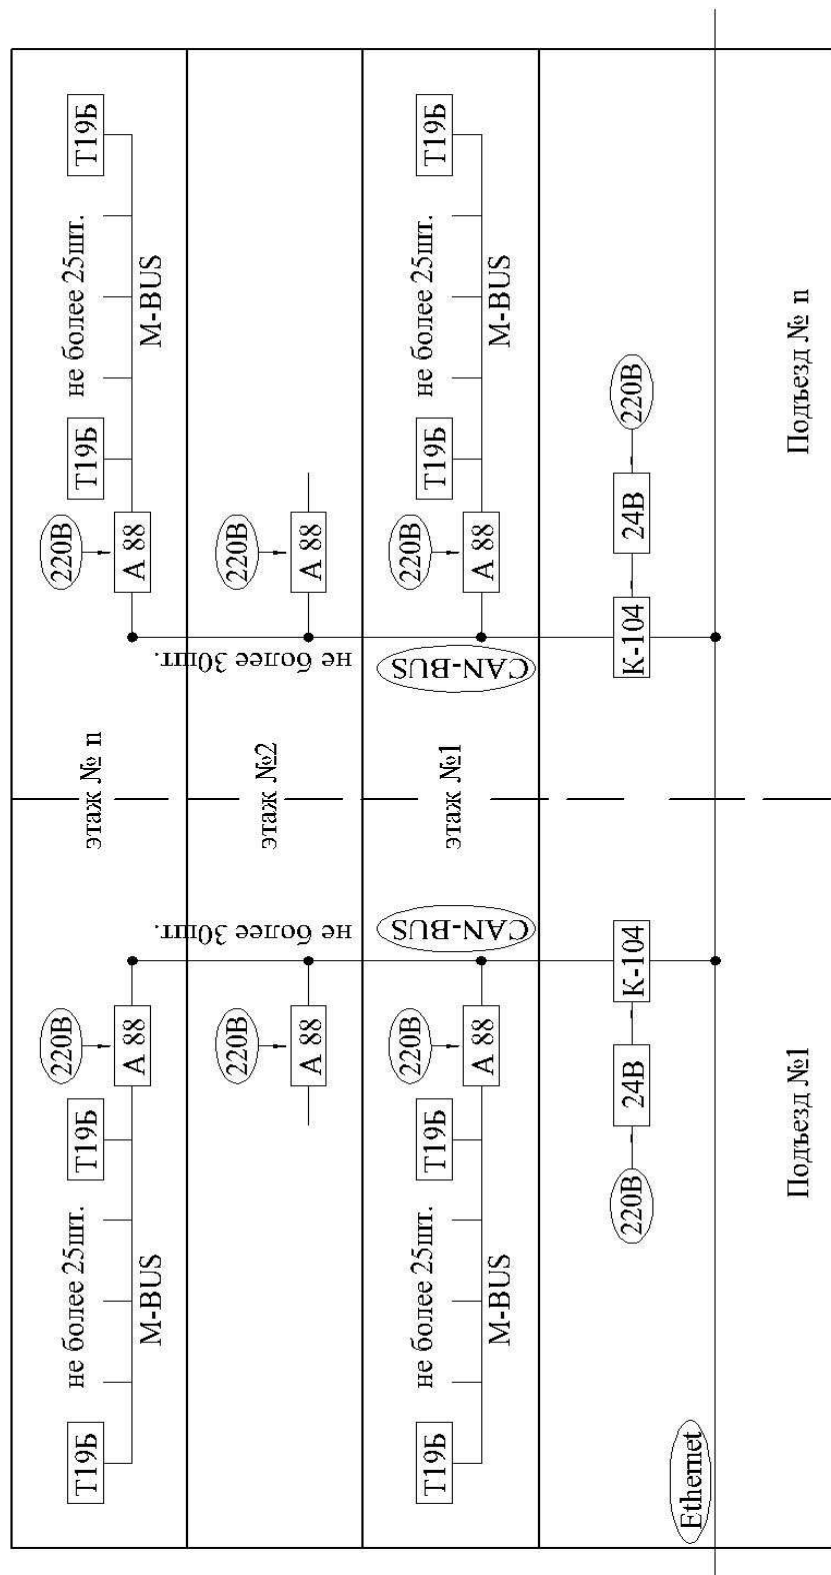 220В
220В
Т19Б
не более 25шт.
Т19Б
А 88
А 88
Т19Б
не более 25шт.
Т19Б
M-BUS
M-BUS
не более 30шт.
этаж № n
не более 30шт.
220В
220В
А 88
этаж №2
А 88
220В
220В
Т19Б
не более 25шт.
Т19Б
А 88
CAN-BUS
этаж №1
CAN-BUS
А 88
Т19Б
не более 25шт.
Т19Б
M-BUS
M-BUS
220В
24В
К-104
К-104
24В
220В
Ethernet
Подъезд №1
Подъезд № n